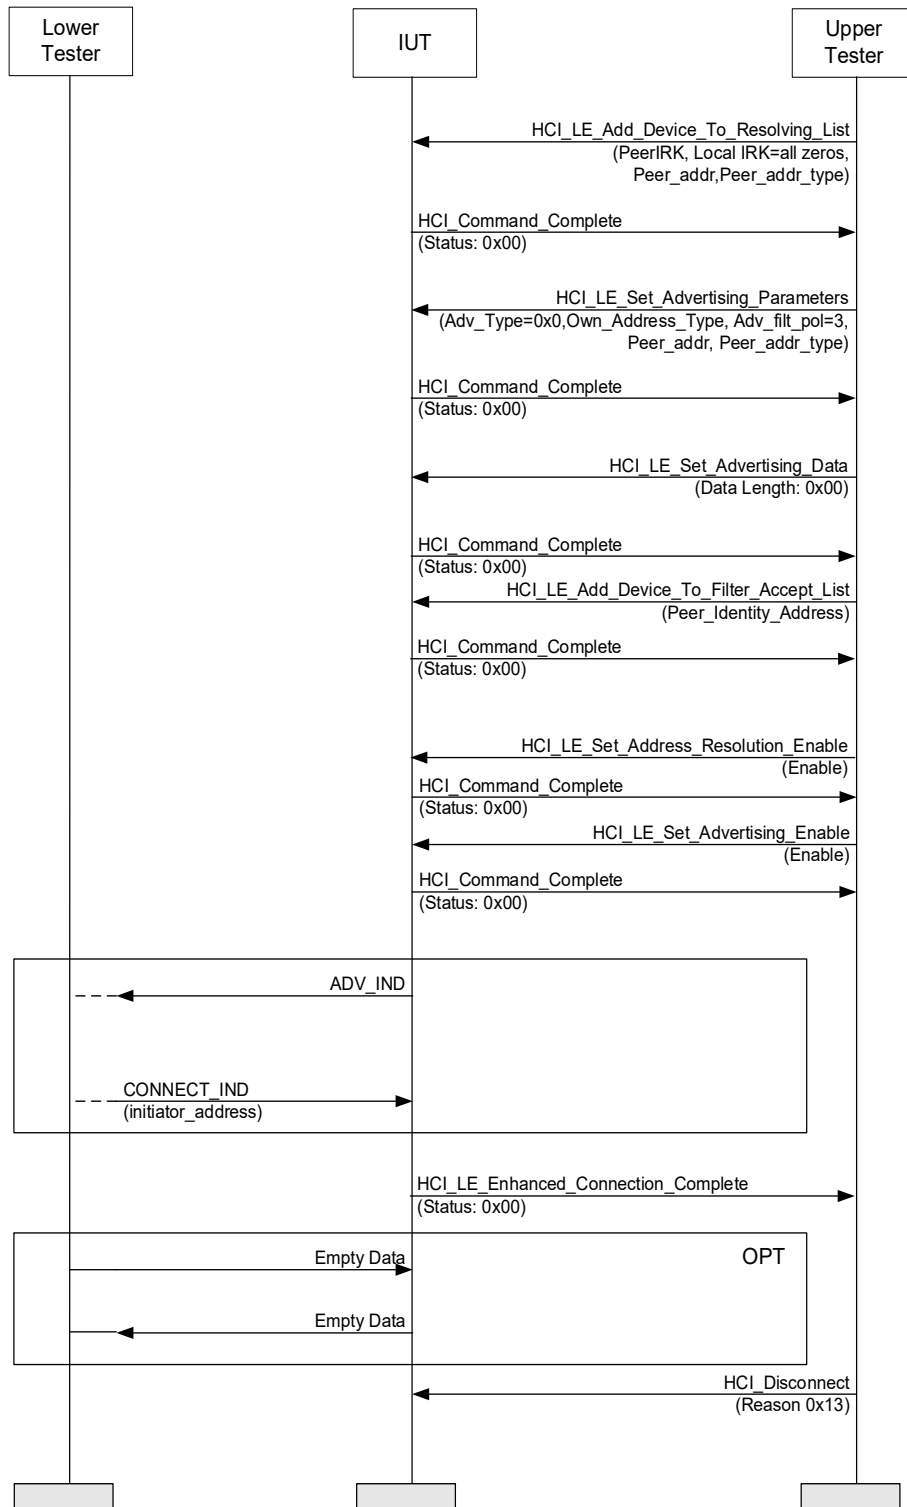 Lower
Tester
IUT
Upper
Tester
HCI_LE_Add_Device_To_Resolving_List
(PeerIRK, Local IRK=all zeros,
Peer_addr,Peer_addr_type)
HCI_Command_Complete
(Status: 0x00)
HCI_LE_Set_Advertising_Parameters
(Adv_Type=0x0,Own_Address_Type, Adv_filt_pol=3,
Peer_addr, Peer_addr_type)
HCI_Command_Complete
(Status: 0x00)
HCI_LE_Set_Advertising_Data
(Data Length: 0x00)
HCI_Command_Complete
(Status: 0x00)
HCI_LE_Add_Device_To_Filter_Accept_List
(Peer_Identity_Address)
HCI_Command_Complete
(Status: 0x00)
HCI_LE_Set_Address_Resolution_Enable
(Enable)
HCI_Command_Complete
(Status: 0x00)
HCI_LE_Set_Advertising_Enable
(Enable)
HCI_Command_Complete
(Status: 0x00)
ADV_IND
CONNECT_IND
(initiator_address)
HCI_LE_Enhanced_Connection_Complete
(Status: 0x00)
OPT
Empty Data
Empty Data
HCI_Disconnect
(Reason 0x13)